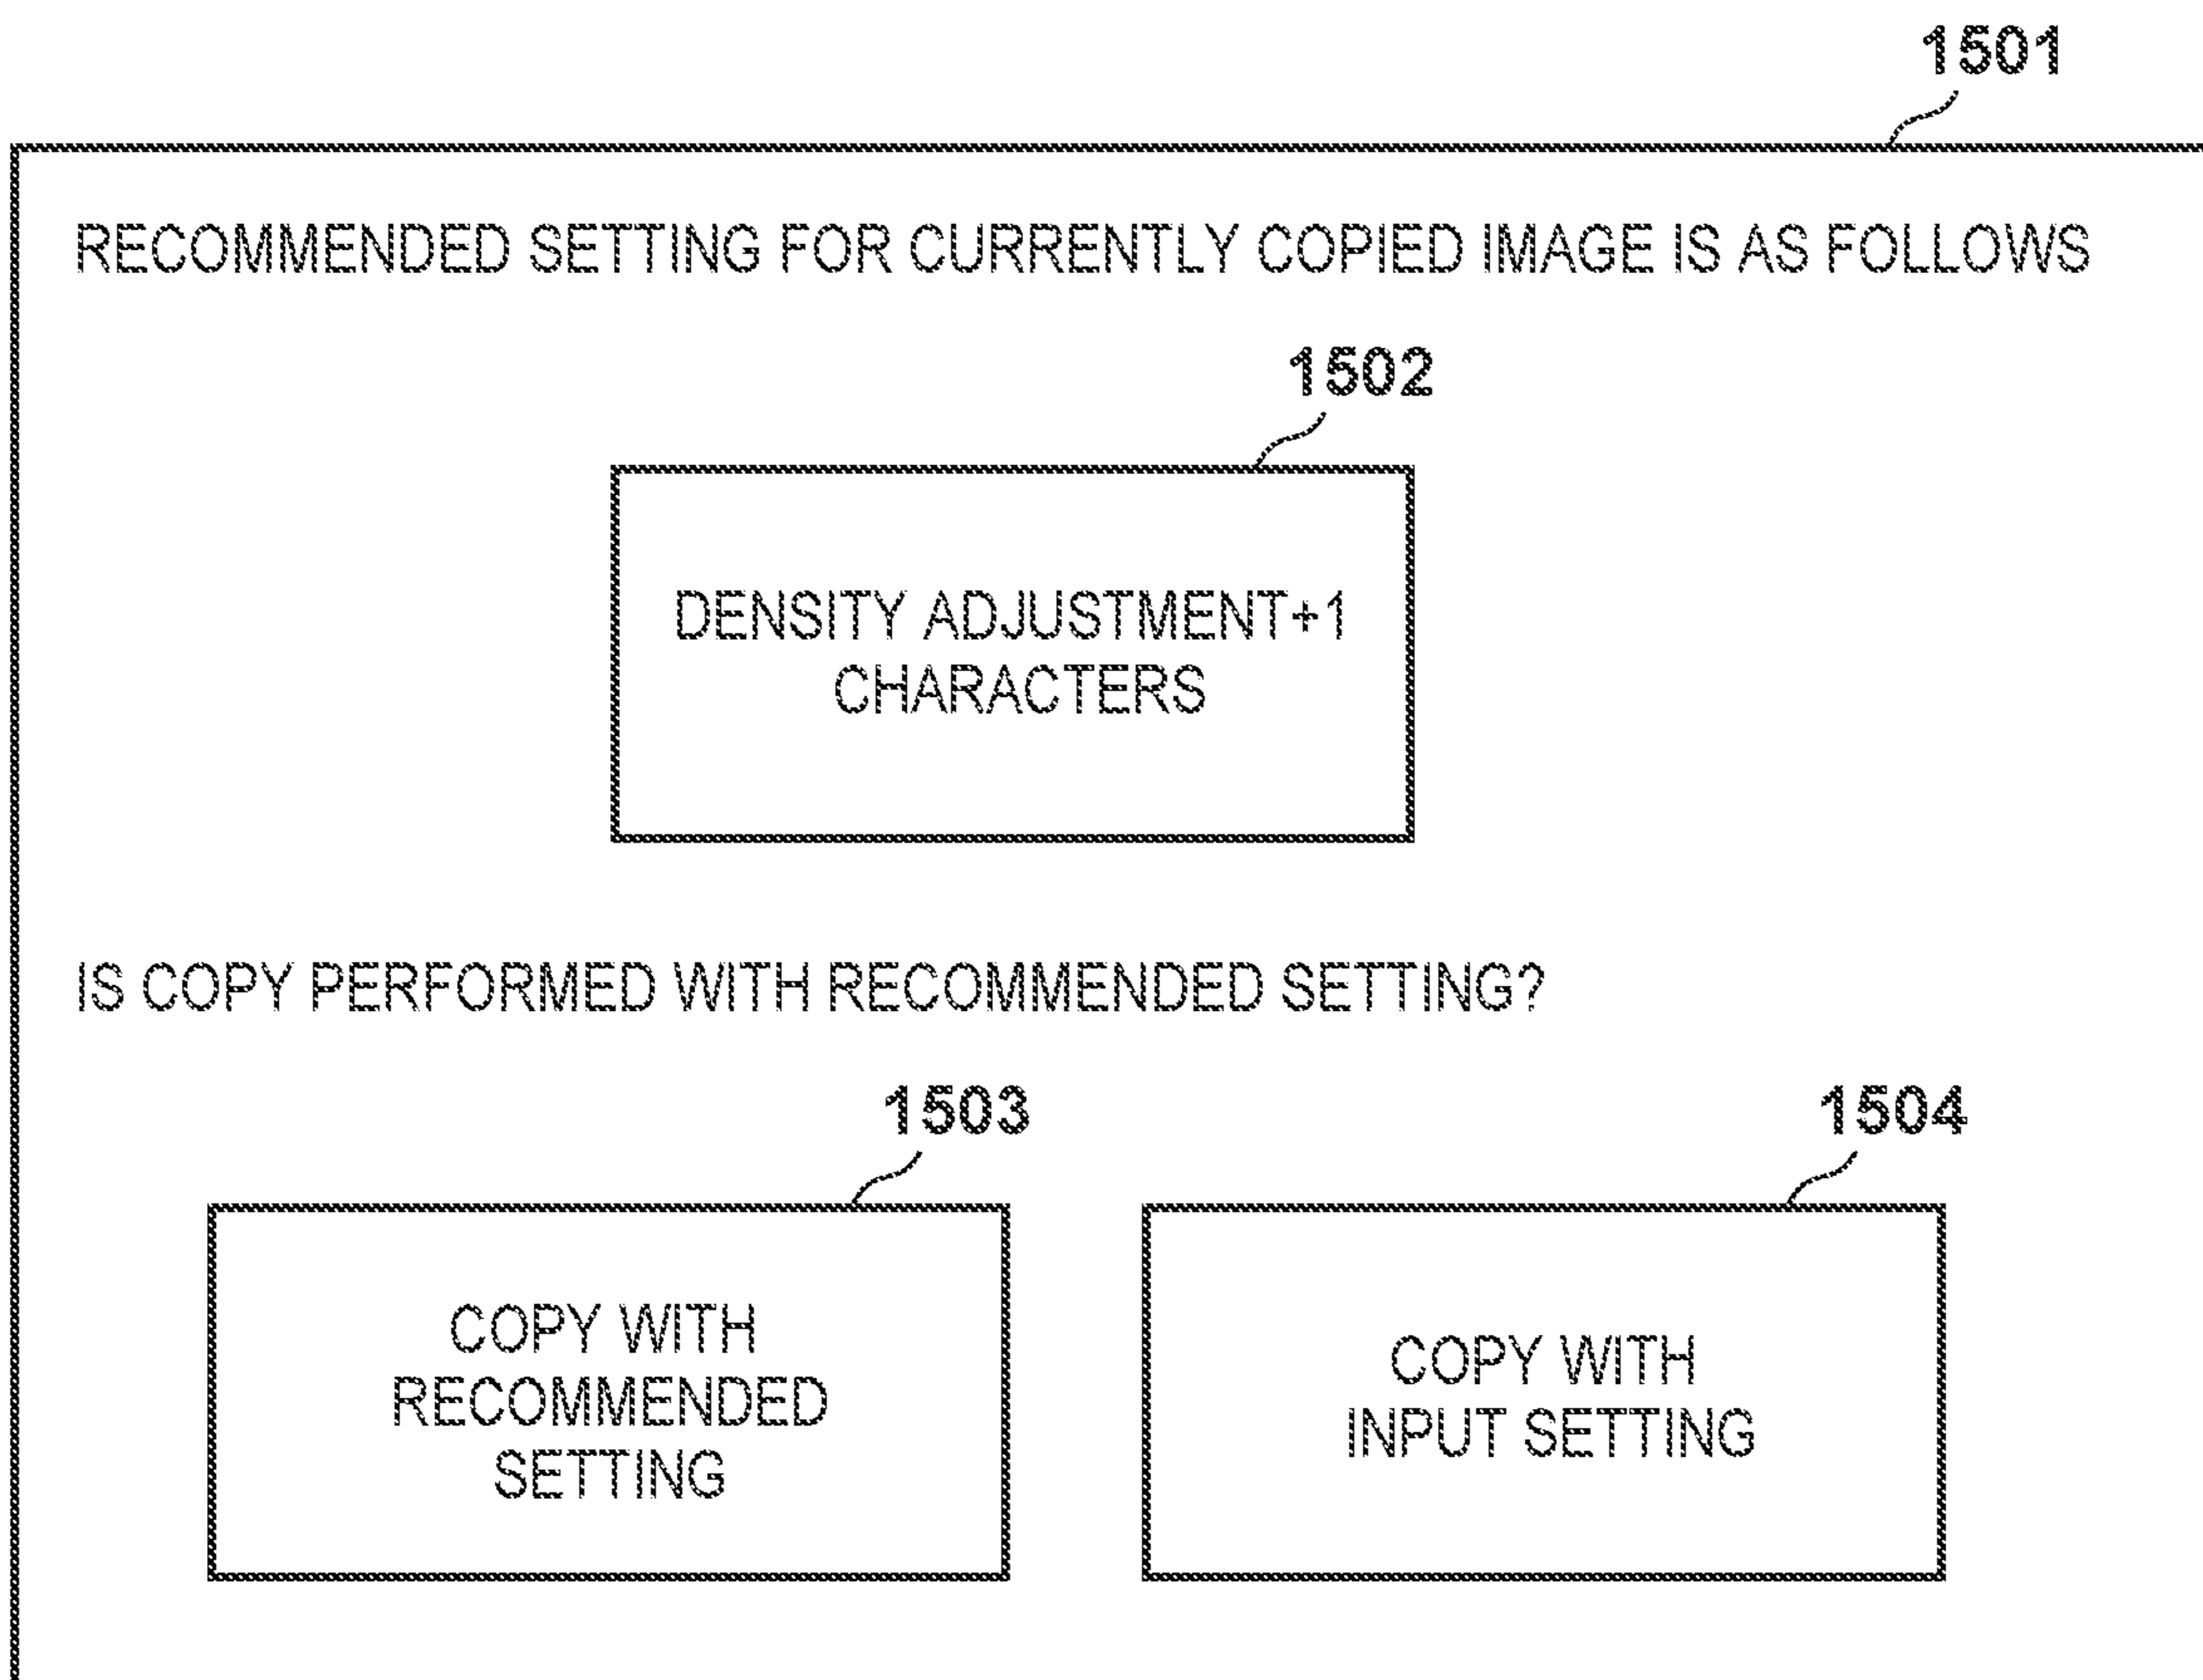 1501
RECOMMENDED SETTING FOR CURRENTLY COPIED IMAGE IS AS FOLLOWS
1502
DENSITY ADJUSTMENT+1
CHARACTERS
IS COPY PERFORMED WITH RECOMMENDED SETTING?
1503
COPY WITH
RECOMMENDED
SETTING
1504
COPY WITH
INPUT SETTING